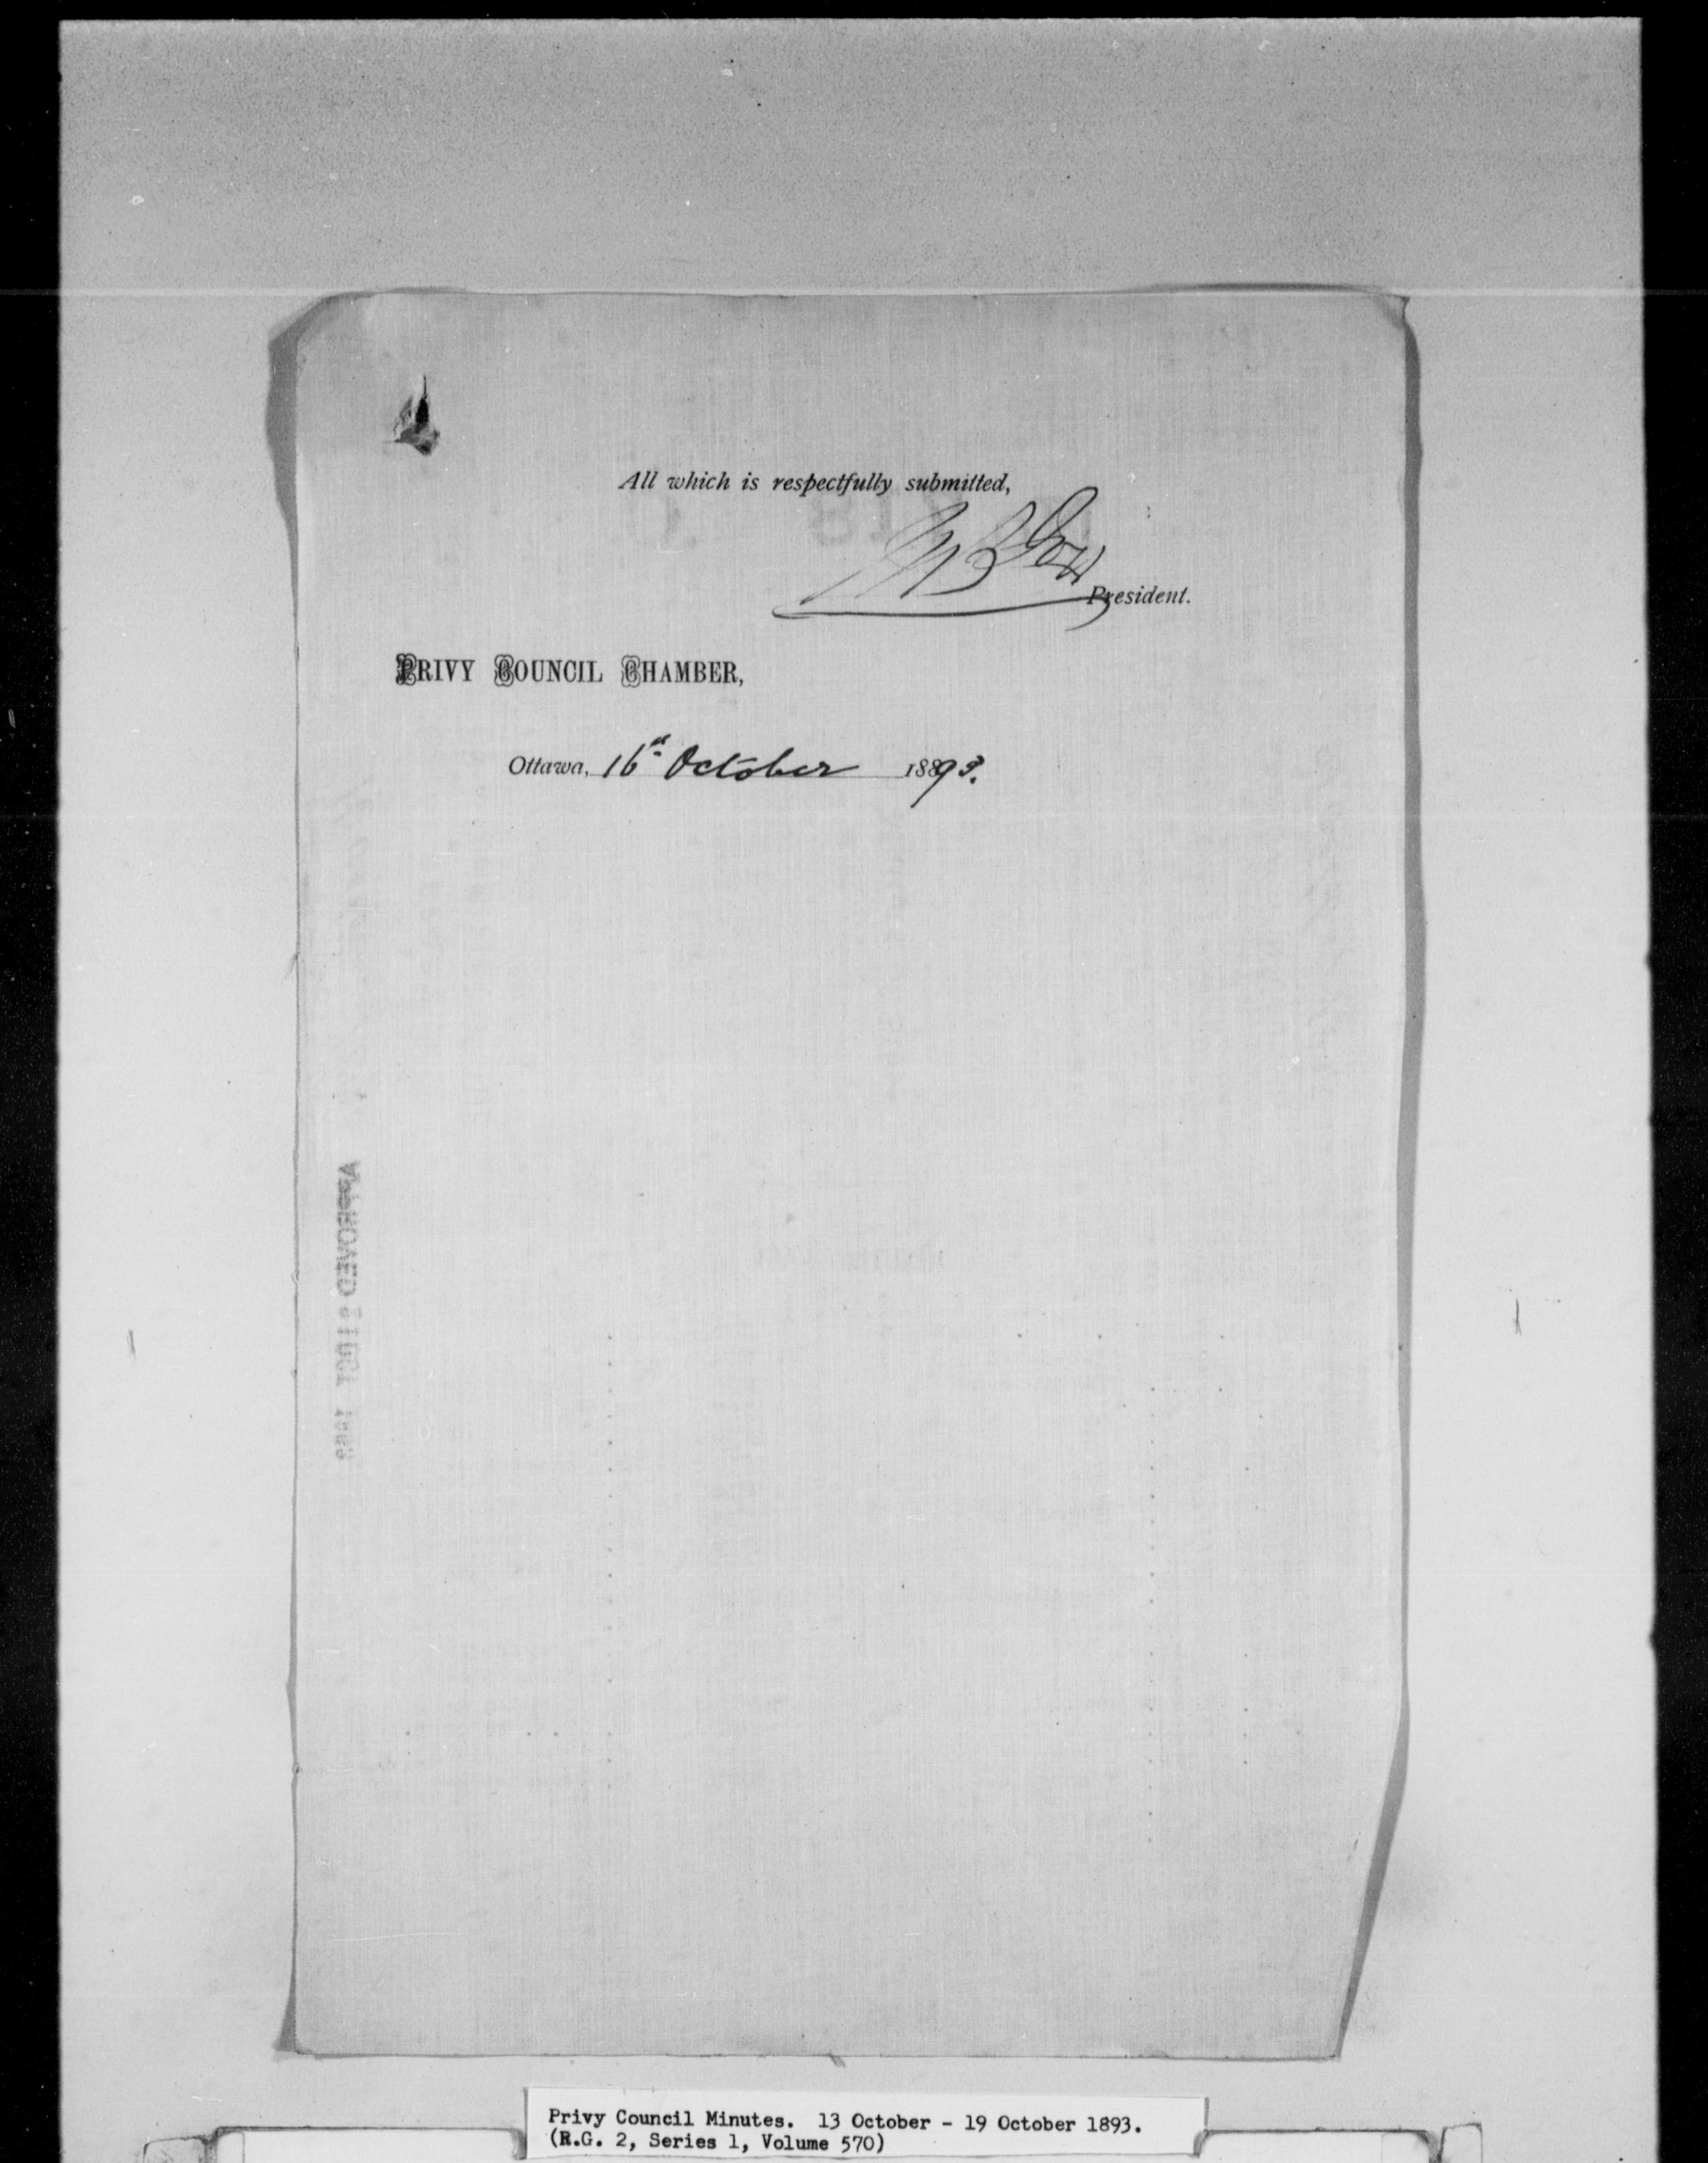 All which is respectfully submitted,
President.
PRIVY COUNCIL CHAMBER,
Ottawa, 16th October 1893.
APPROVED 21 OCT 1893
Privy Council Minutes. 13 October - 19 October 1893.
(R.G. 2, Series 1, Volume 570)